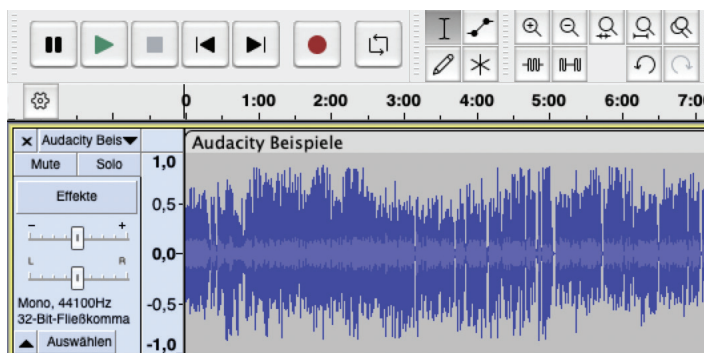 0 1:00 2:00 3:00 4:00 5:00 6:00 7:0
Audacity Beis
Audacity Beispiele
Mute Solo
Effekte
- +
L R
Mono, 44100Hz
32-Bit-Fließkomma
Auswählen
1,0
0,5
0,0
-0,5
-1,0